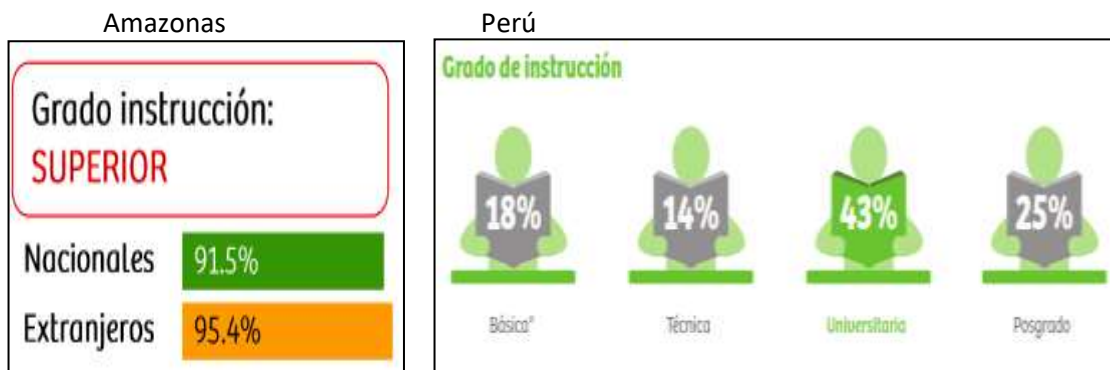 Amazonas
Perú
Grado instrucción:
SUPERIOR
Nacionales 91.5%
Extranjeros 95.4%
Grado de instrucción
18% 14% 43% 25%
Básica* Técnica Universitaria Posgrado